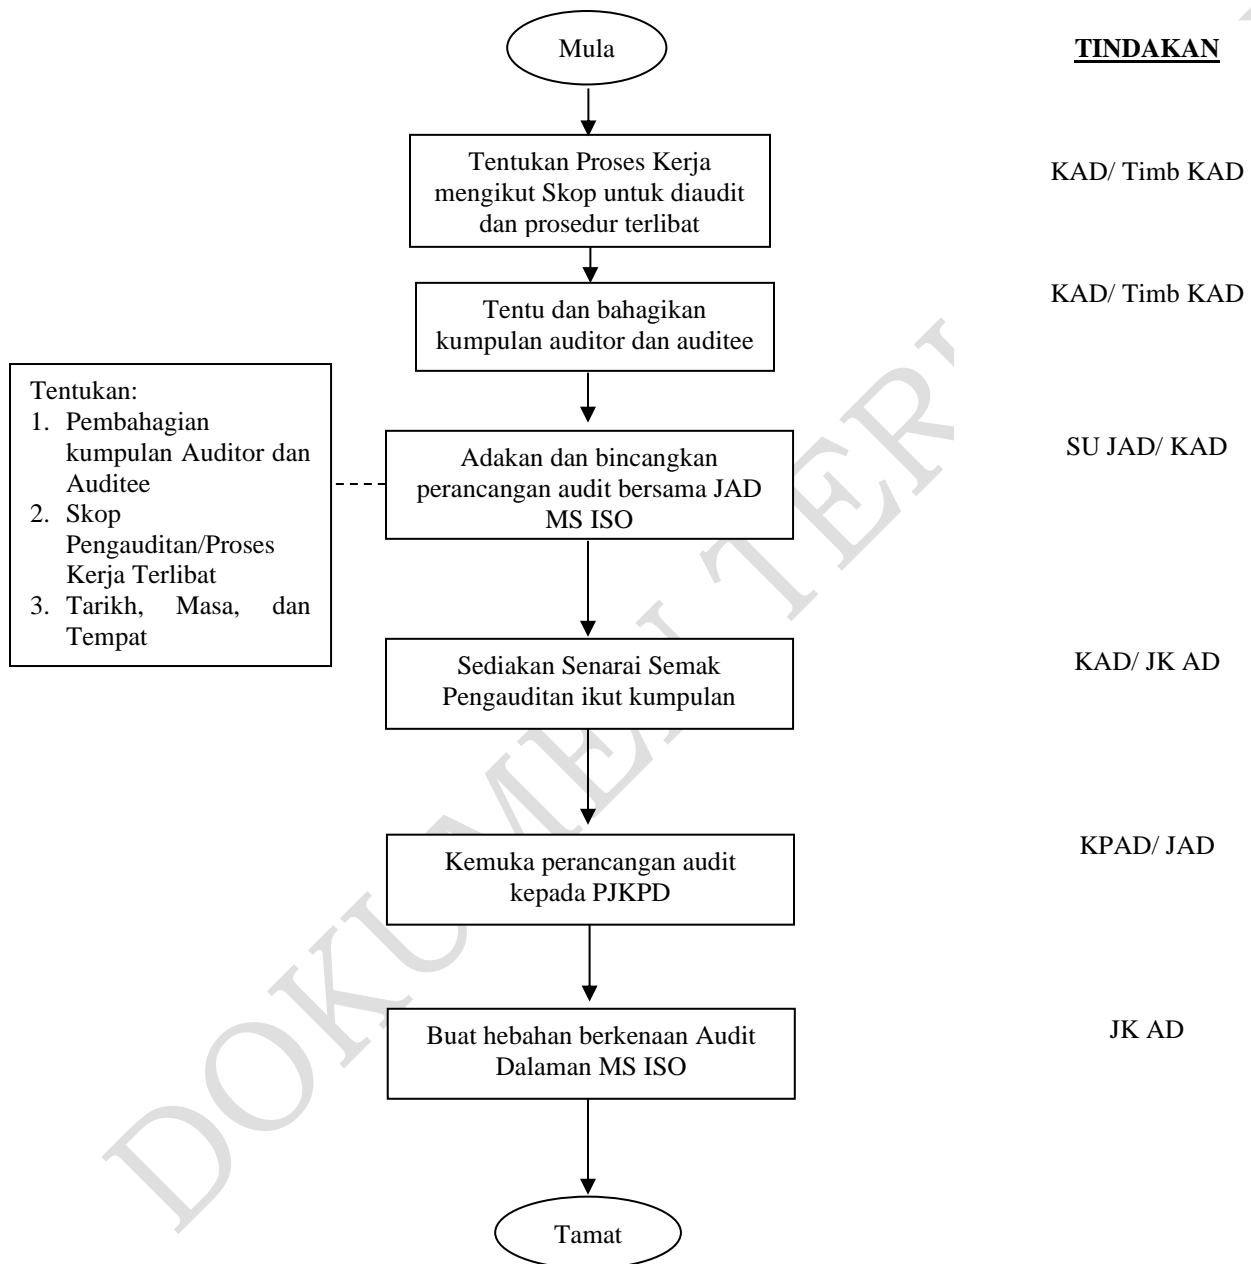 Mula
TINDAKAN
Tentukan Proses Kerja
mengikut Skop untuk diaudit
dan prosedur terlibat
KAD/ Timb KAD
Tentu dan bahagikan
kumpulan auditor dan auditee
KAD/ Timb KAD
Tentukan:
1. Pembahagian
kumpulan Auditor dan
Auditee
2. Skop
Pengauditan/Proses
Kerja Terlibat
3. Tarikh, Masa, dan
Tempat
Adakan dan bincangkan
perancangan audit bersama JAD
MS ISO
SU JAD/ KAD
Sediakan Senarai Semak
Pengauditan ikut kumpulan
KAD/ JK AD
Kemuka perancangan audit
kepada PJKPD
KPAD/ JAD
Buat hebahan berkenaan Audit
Dalaman MS ISO
JK AD
Tamat
DOKUMEN